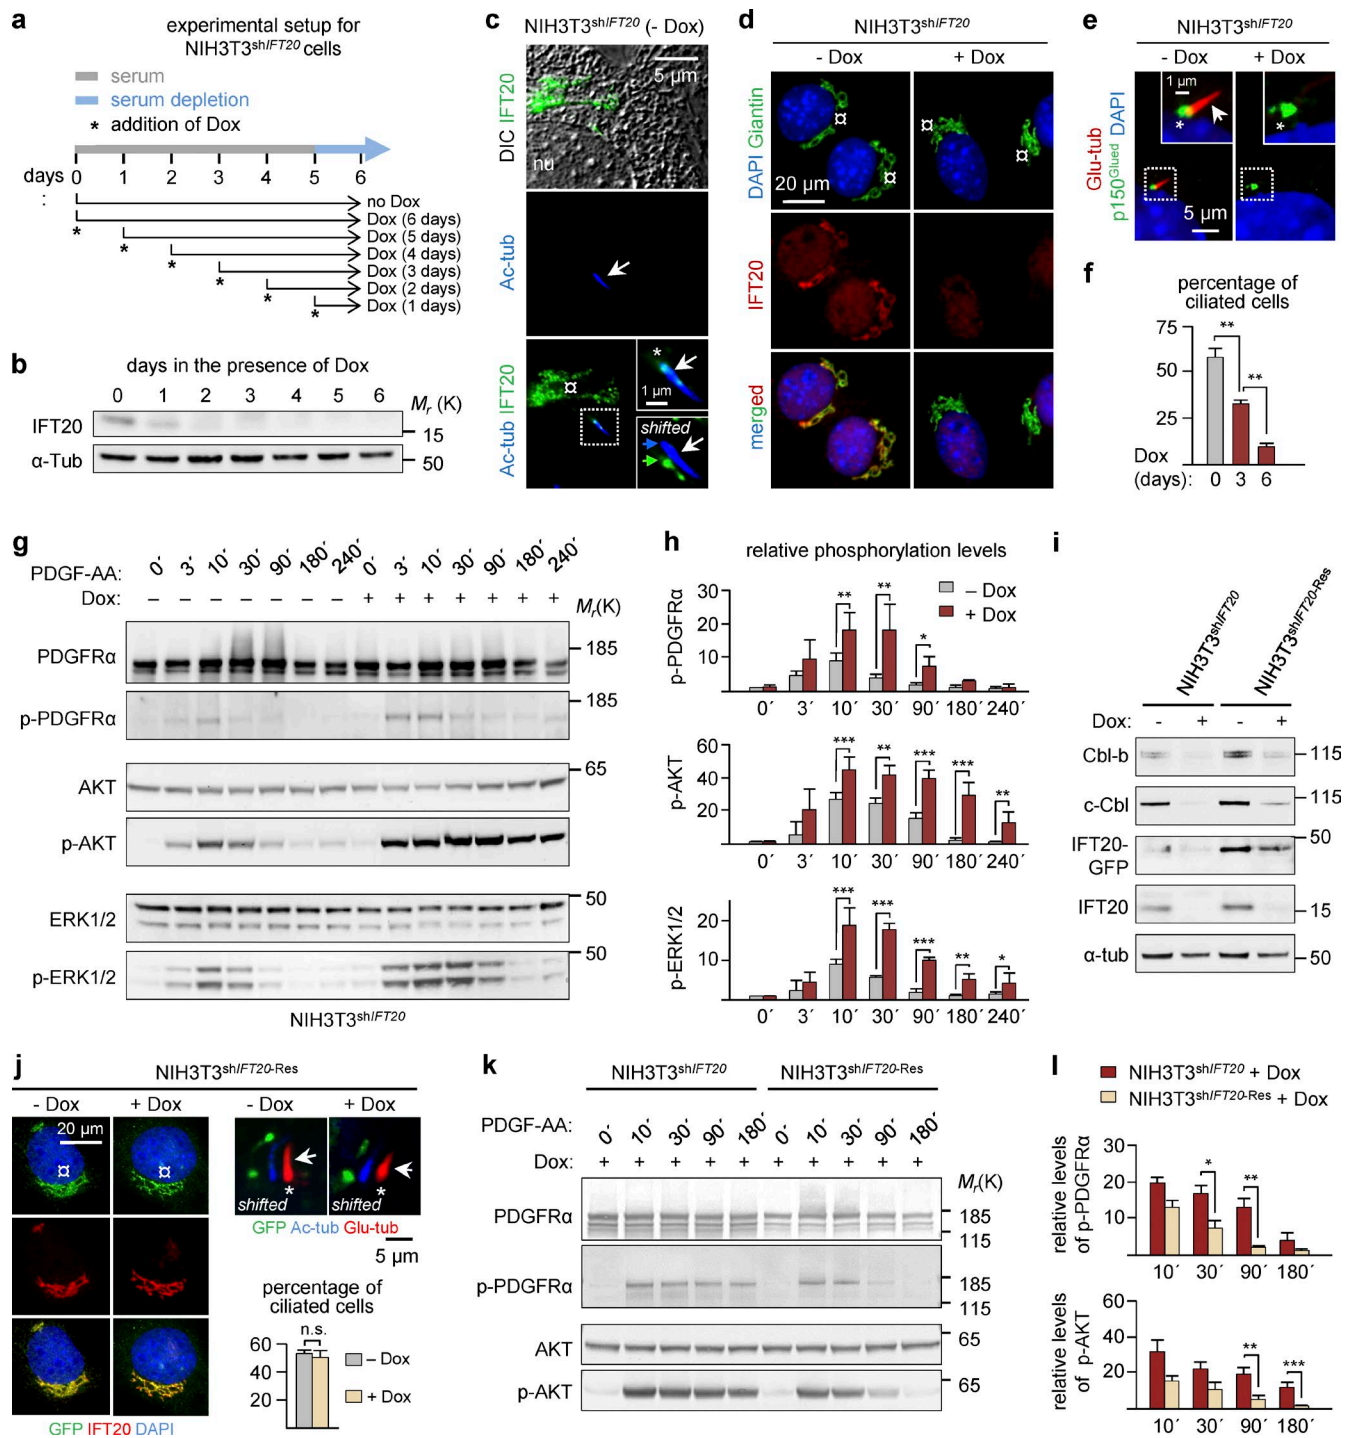 a
experimental setup for
NIH3T3shIFT20 cells
serum
serum depletion
* addition of Dox
days 0 1 2 3 4 5 6
:
no Dox
Dox (6 days)
Dox (5 days)
Dox (4 days)
Dox (3 days)
Dox (2 days)
Dox (1 days)
* * * * * *
b
days in the presence of Dox
0 1 2 3 4 5 6
Mr (K)
IFT20
15
α-Tub
50
c
NIH3T3shIFT20 (- Dox)
DIC IFT20
5 µm
nu
Ac-tub
Ac-tub IFT20
¤
*
1 µm
shifted
d
NIH3T3shIFT20
- Dox + Dox
DAPI Giantin
¤ ¤ ¤ ¤
20 µm
IFT20
merged
e
NIH3T3shIFT20
- Dox + Dox
Glu-tub
p150Glued DAPI
1 µm
* *
5 µm
f
percentage of
ciliated cells
75
50
25
** **
Dox
(days): 0 3 6
g
PDGF-AA: 0´ 3´ 10´ 30´ 90´ 180´ 240´ 0´ 3´ 10´ 30´ 90´ 180´ 240´
Dox: – – – – – – – + + + + + + +
Mr(K)
PDGFRα
185
p-PDGFRα
185
AKT
65
p-AKT
ERK1/2
50
p-ERK1/2
50
NIH3T3shIFT20
h
relative phosphorylation levels
– Dox
+ Dox
p-PDGFRα
30
20
10
** ** *
0´ 3´ 10´ 30´ 90´ 180´ 240´
p-AKT
60
40
20
*** ** *** *** **
0´ 3´ 10´ 30´ 90´ 180´ 240´
p-ERK1/2
20
10
*** *** *** ** *
0´ 3´ 10´ 30´ 90´ 180´ 240´
i
NIH3T3shIFT20
NIH3T3shIFT20-Res
Dox: - + - +
Cbl-b
115
c-Cbl
115
IFT20-
GFP
50
IFT20
15
α-tub
50
j
NIH3T3shIFT20-Res
- Dox + Dox
20 µm
¤ ¤
GFP IFT20 DAPI
- Dox + Dox
* *
shifted shifted
GFP Ac-tub Glu-tub
5 µm
percentage of
ciliated cells
60
40
20
n.s.
– Dox
+ Dox
k
NIH3T3shIFT20 NIH3T3shIFT20-Res
PDGF-AA: 0´ 10´ 30´ 90´ 180´ 0´ 10´ 30´ 90´ 180´
Dox: + + + + + + + + + +
Mr(K)
PDGFRα
185
115
p-PDGFRα
185
115
AKT
65
p-AKT
65
l
NIH3T3shIFT20 + Dox
NIH3T3shIFT20-Res + Dox
relative levels
of p-PDGFRα
30
20
10
* **
10´ 30´ 90´ 180´
relative levels
of p-AKT
60
40
20
** ***
10´ 30´ 90´ 180´